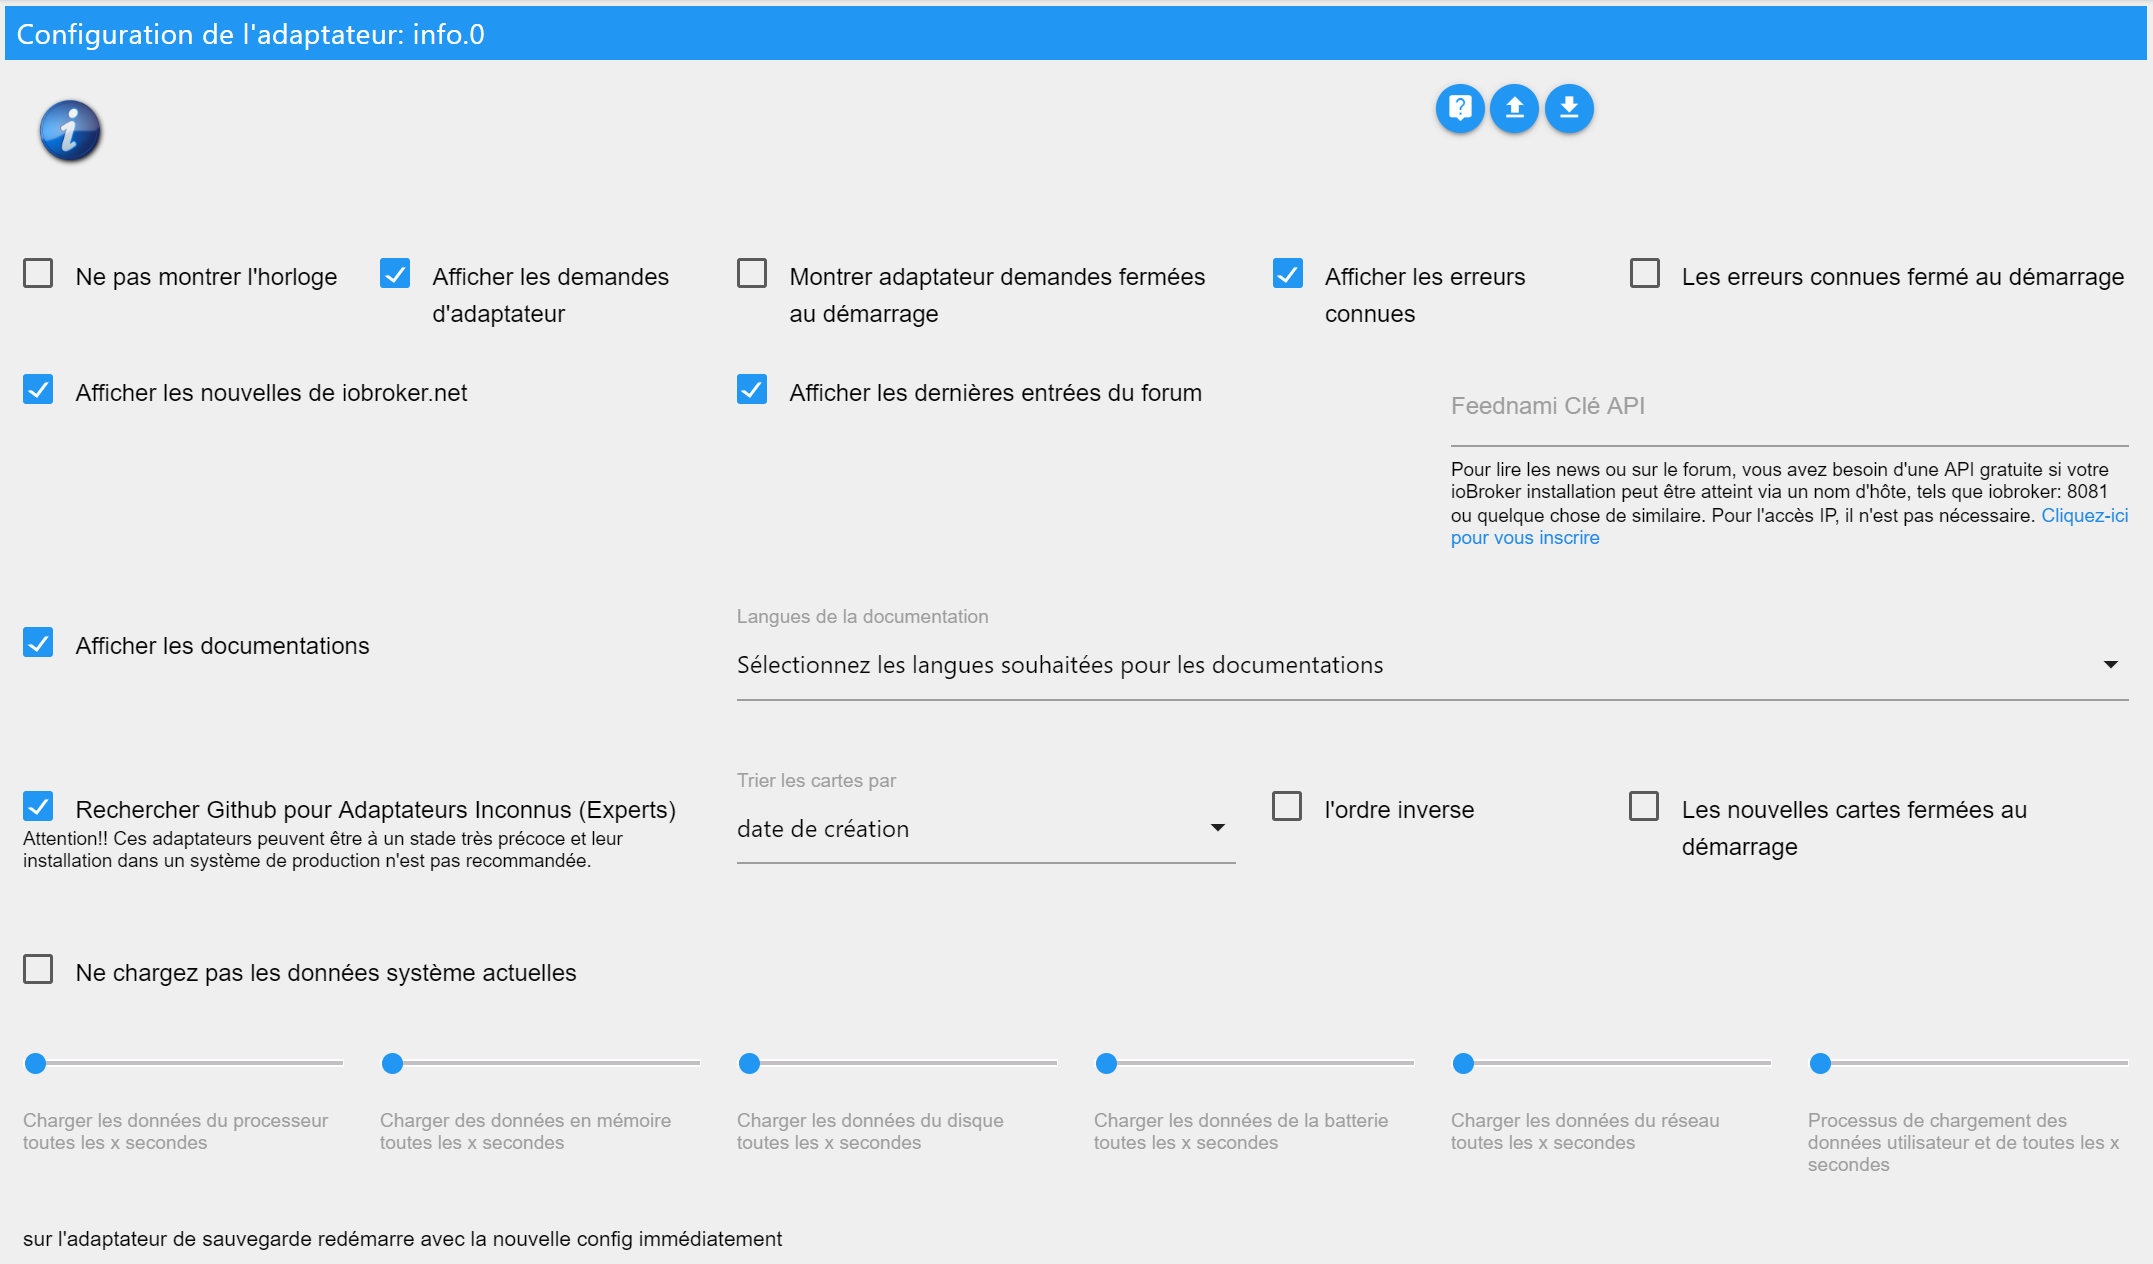 Configuration de l'adaptateur: info.0
Ne pas montrer l'horloge
Afficher les demandes
d'adaptateur
Montrer adaptateur demandes fermées
au démarrage
Afficher les erreurs
connues
Les erreurs connues fermé au démarrage
Afficher les nouvelles de iobroker.net
Afficher les dernières entrées du forum
Feednami Clé API
Pour lire les news ou sur le forum, vous avez besoin d'une API gratuite si votre
ioBroker installation peut être atteint via un nom d'hôte, tels que iobroker: 8081
ou quelque chose de similaire. Pour l'accès IP, il n'est pas nécessaire. Cliquez-ici
pour vous inscrire
Afficher les documentations
Langues de la documentation
Sélectionnez les langues souhaitées pour les documentations
Rechercher Github pour Adaptateurs Inconnus (Experts)
Attention!! Ces adaptateurs peuvent être à un stade très précoce et leur
installation dans un système de production n'est pas recommandée.
Trier les cartes par
date de création
l'ordre inverse
Les nouvelles cartes fermées au
démarrage
Ne chargez pas les données système actuelles
Charger les données du processeur
toutes les x secondes
Charger des données en mémoire
toutes les x secondes
Charger les données du disque
toutes les x secondes
Charger les données de la batterie
toutes les x secondes
Charger les données du réseau
toutes les x secondes
Processus de chargement des
données utilisateur et de toutes les x
secondes
sur l'adaptateur de sauvegarde redémarre avec la nouvelle config immédiatement